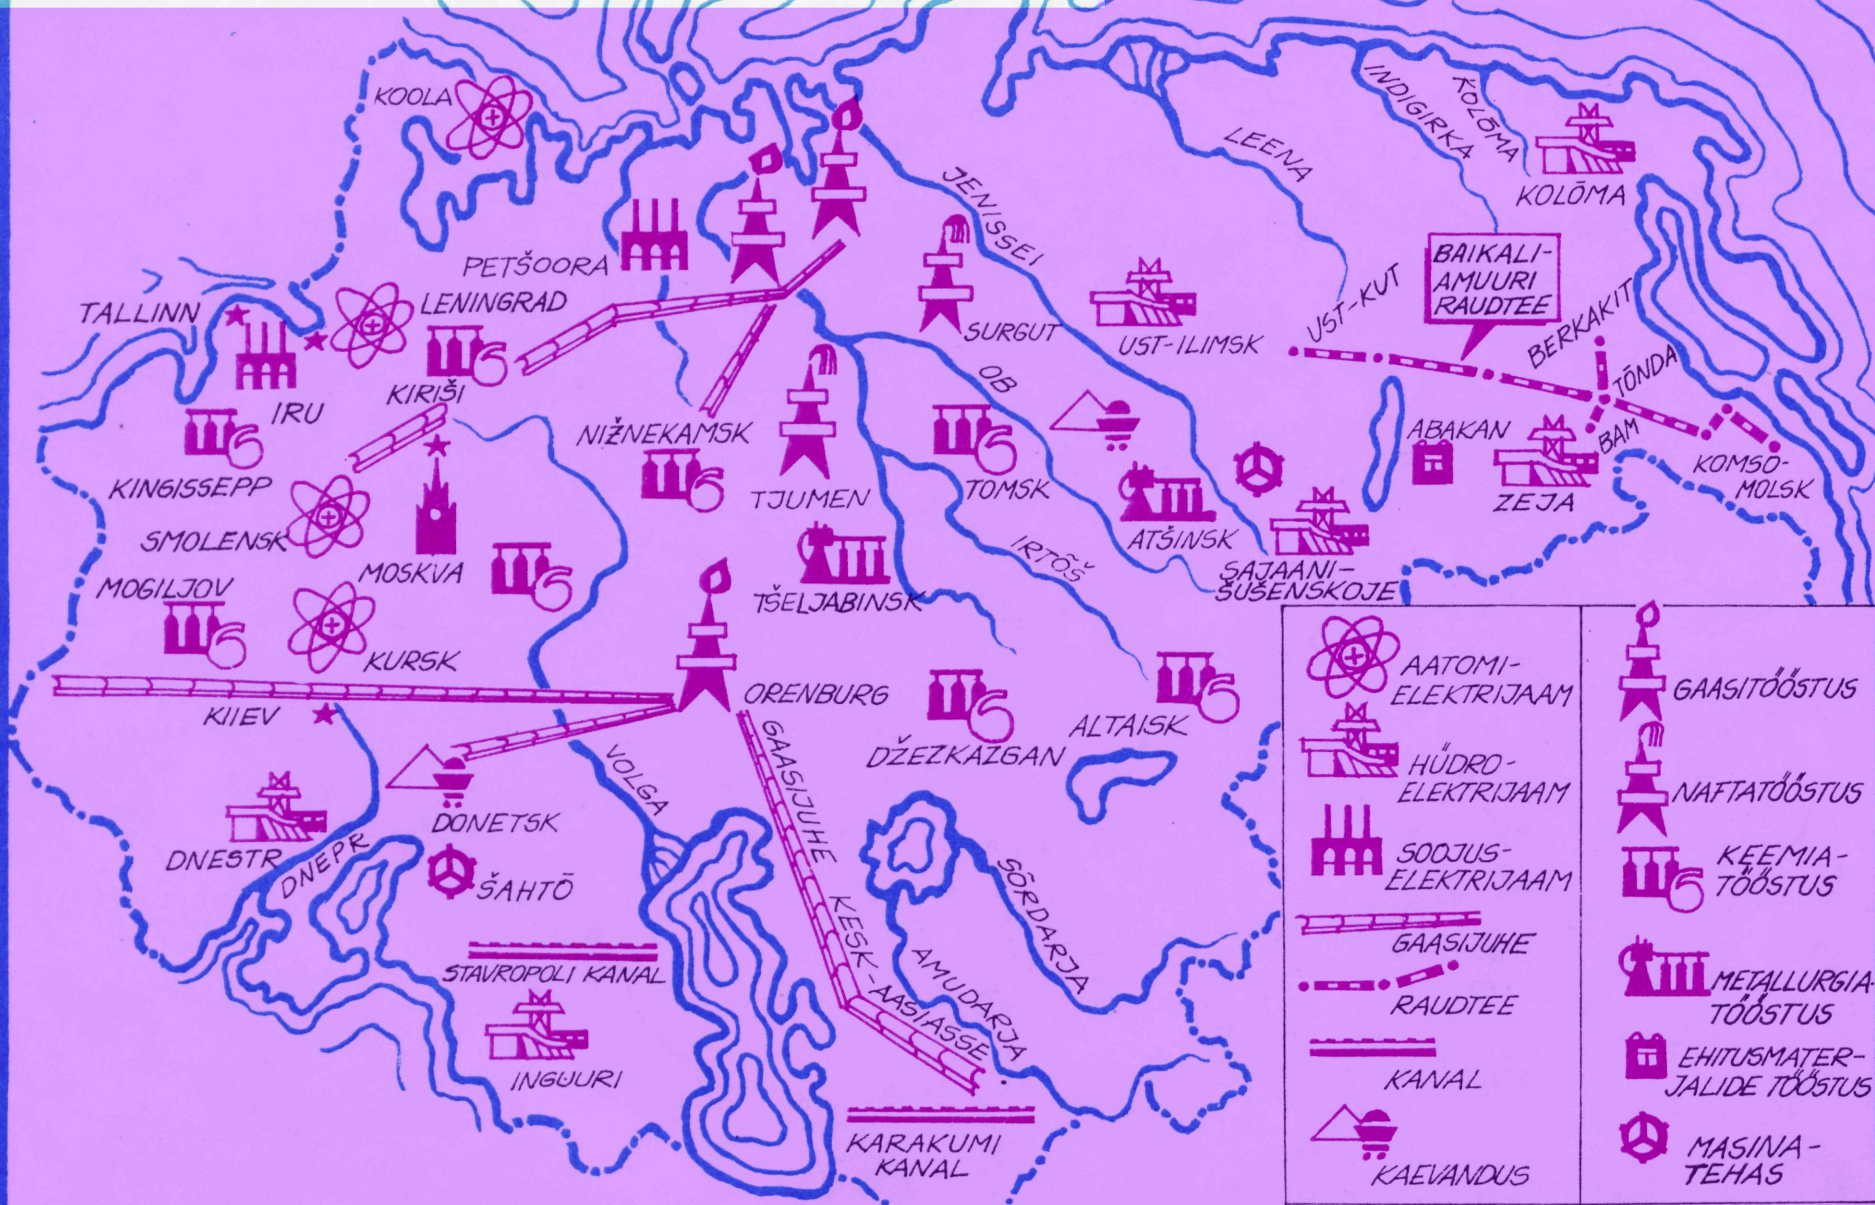 KOOLA
INDIGIRKA
KOLÕMA
LEENA
KOLÕMA
JENISSEI
PETŠOORA
BAIKALI-
AMUURI
RAUDTEE
TALLINN
LENINGRAD
SURGUT
UST-ILIMSK
UST-KUT
BERKAKIT
TÕNDA
IRU
KIRIŠI
OB
NIŽNEKAMSK
ABAKAN
BAM
KINGISSEPP
TJUMEN
TOMSK
ZEJA
KOMSO-
MOLSK
SMOLENSK
MOSKVA
ATŠINSK
IRTÕŠ
SAJAANI-
ŠUŠENSKOJE
MOGILJOV
TŠELJABINSK
KURSK
ORENBURG
KIIEV
DŽEZKAZGAN
ALTAISK
VOLGA
GAASIJUHE KESK-AASIASSE
DONETSK
DNESTR
DNEPR
ŠAHTÕ
SÕRDARJA
AMUDARJA
STAVROPOLI KANAL
INGUURI
KARAKUMI
KANAL
AATOMI-
ELEKTRIJAAM
HÜDRO-
ELEKTRIJAAM
SOOJUS-
ELEKTRIJAAM
GAASIJUHE
RAUDTEE
KANAL
KAEVANDUS
GAASITÖÖSTUS
NAFTATÖÖSTUS
KEEMIA-
TÖÖSTUS
METALLURGIA-
TÖÖSTUS
EHITUSMATER-
JALIDE TÖÖSTUS
MASINA-
TEHAS